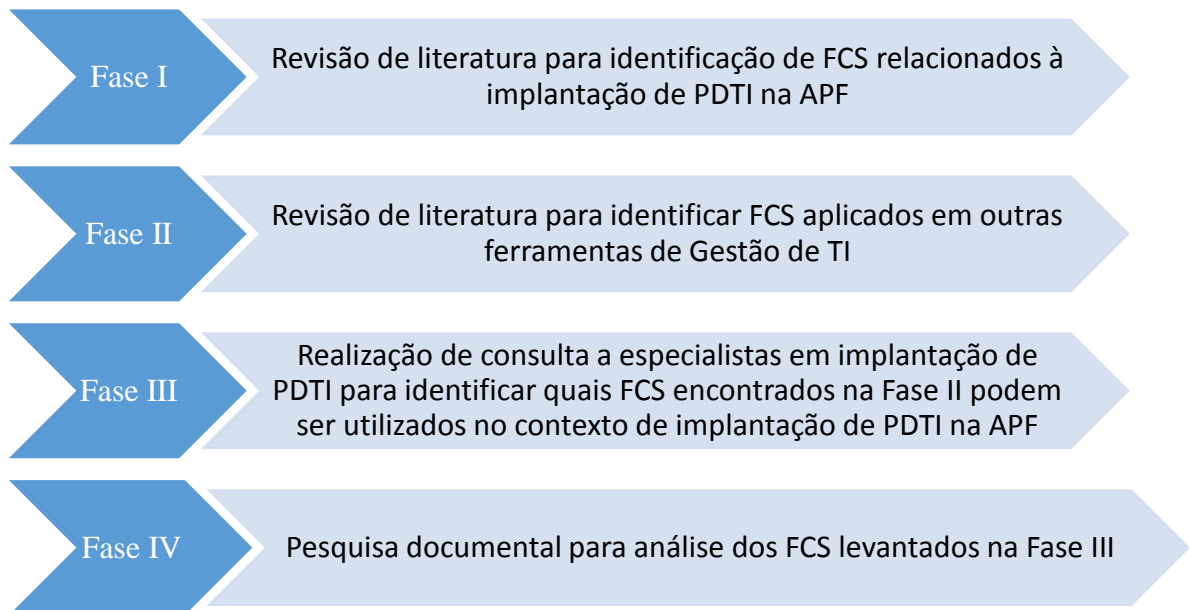 Fase I
Revisão de literatura para identificação de FCS relacionados à
implantação de PDTI na APF
Fase II
Revisão de literatura para identificar FCS aplicados em outras
ferramentas de Gestão de TI
Fase III
Realização de consulta a especialistas em implantação de
PDTI para identificar quais FCS encontrados na Fase II podem
ser utilizados no contexto de implantação de PDTI na APF
Fase IV
Pesquisa documental para análise dos FCS levantados na Fase III